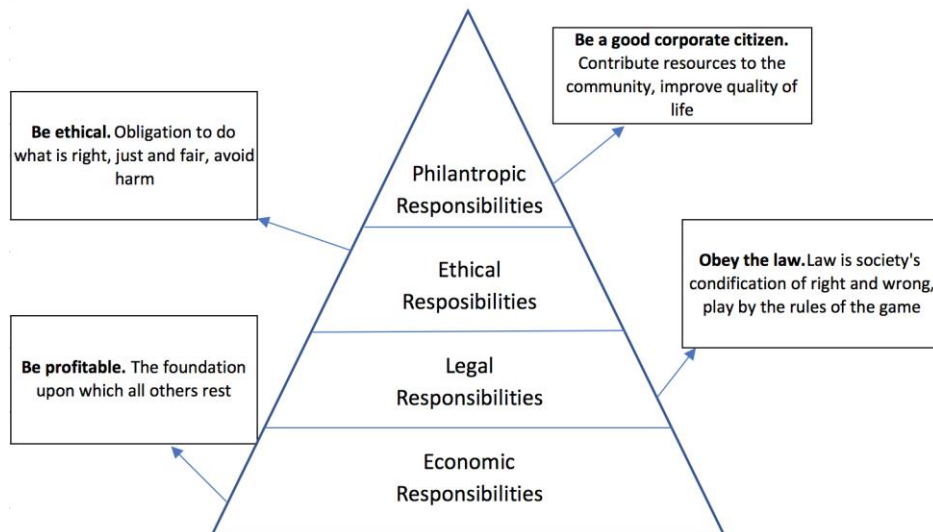 Be a good corporate citizen.
Contribute resources to the
community, improve quality of
life
Be ethical. Obligation to do
what is right, just and fair, avoid
harm
Philantropic
Responsibilities
Ethical
Resposibilities
Obey the law.Law is society's
condification of right and wrong,
play by the rules of the game
Be profitable. The foundation
upon which all others rest
Legal
Responsibilities
Economic
Responsibilities